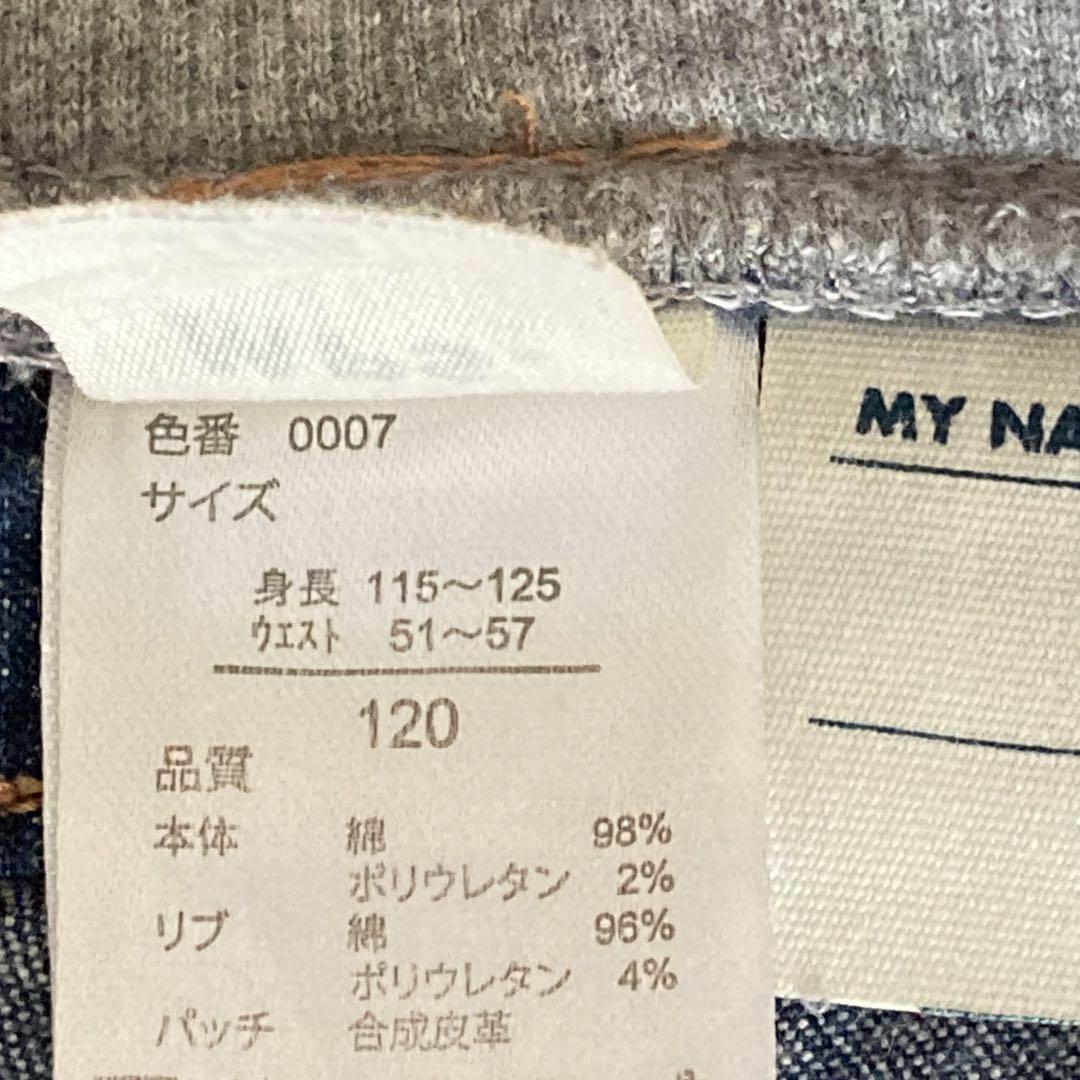 色番 0007
サイズ
身長 115～125
ウエスト 51～57
120
品質
本体 綿 98%
ポリウレタン 2%
リブ 綿 96%
ポリウレタン 4%
パッチ 合成皮革
MY NA